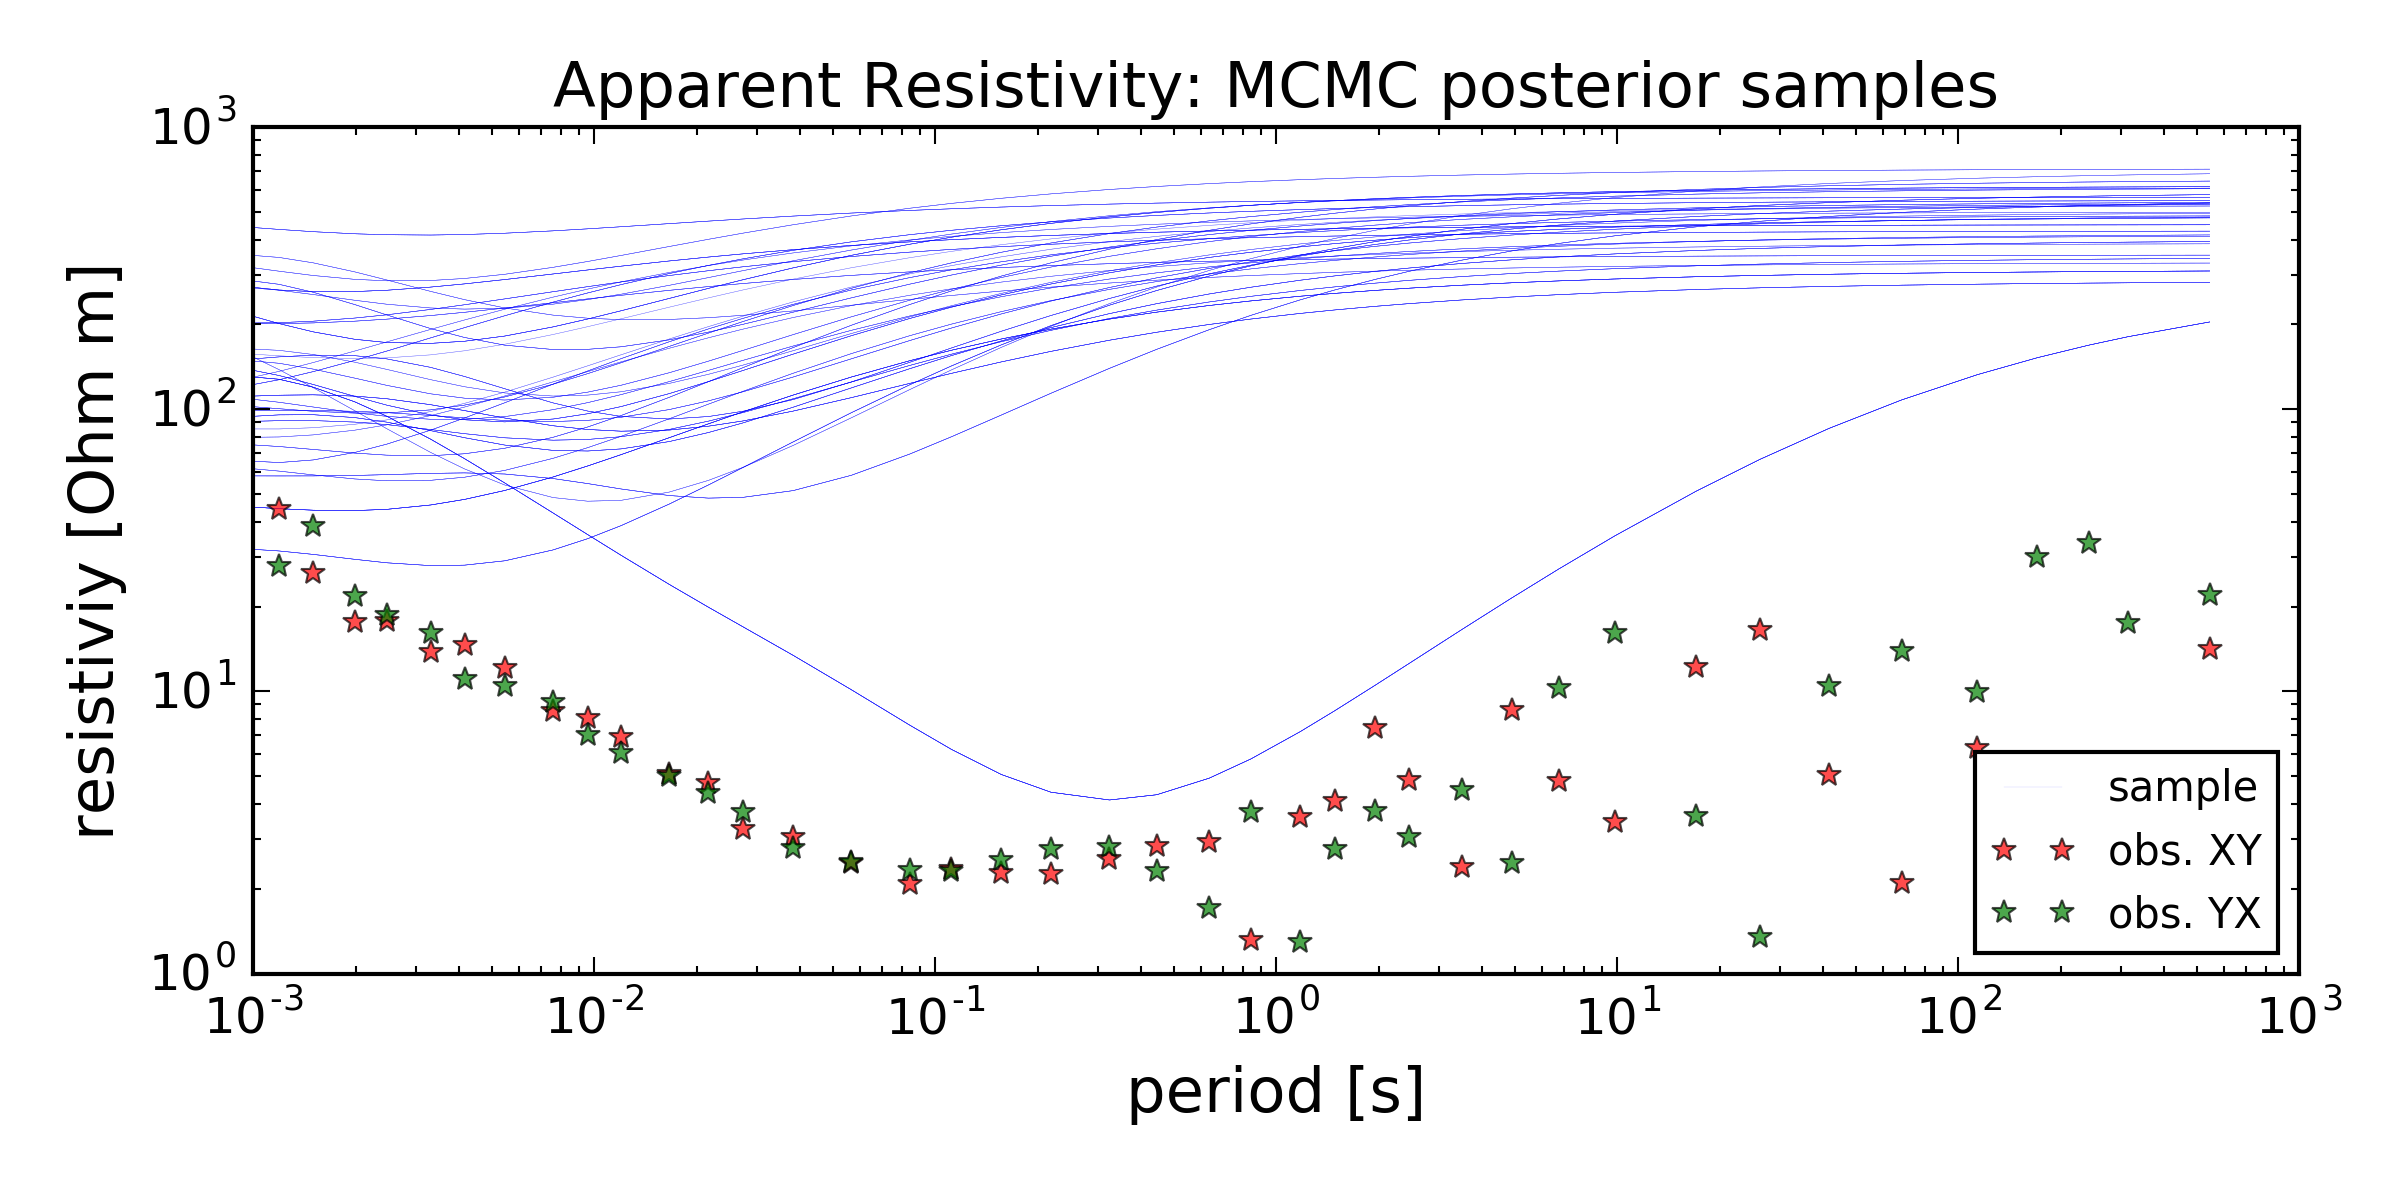 Apparent Resistivity: MCMC posterior samples
10^3
10^2
10^1
10^0
resistiviy [Ohm m]
10^-3 10^-2 10^-1 10^0 10^1 10^2 10^3
period [s]
sample
obs. XY
obs. YX